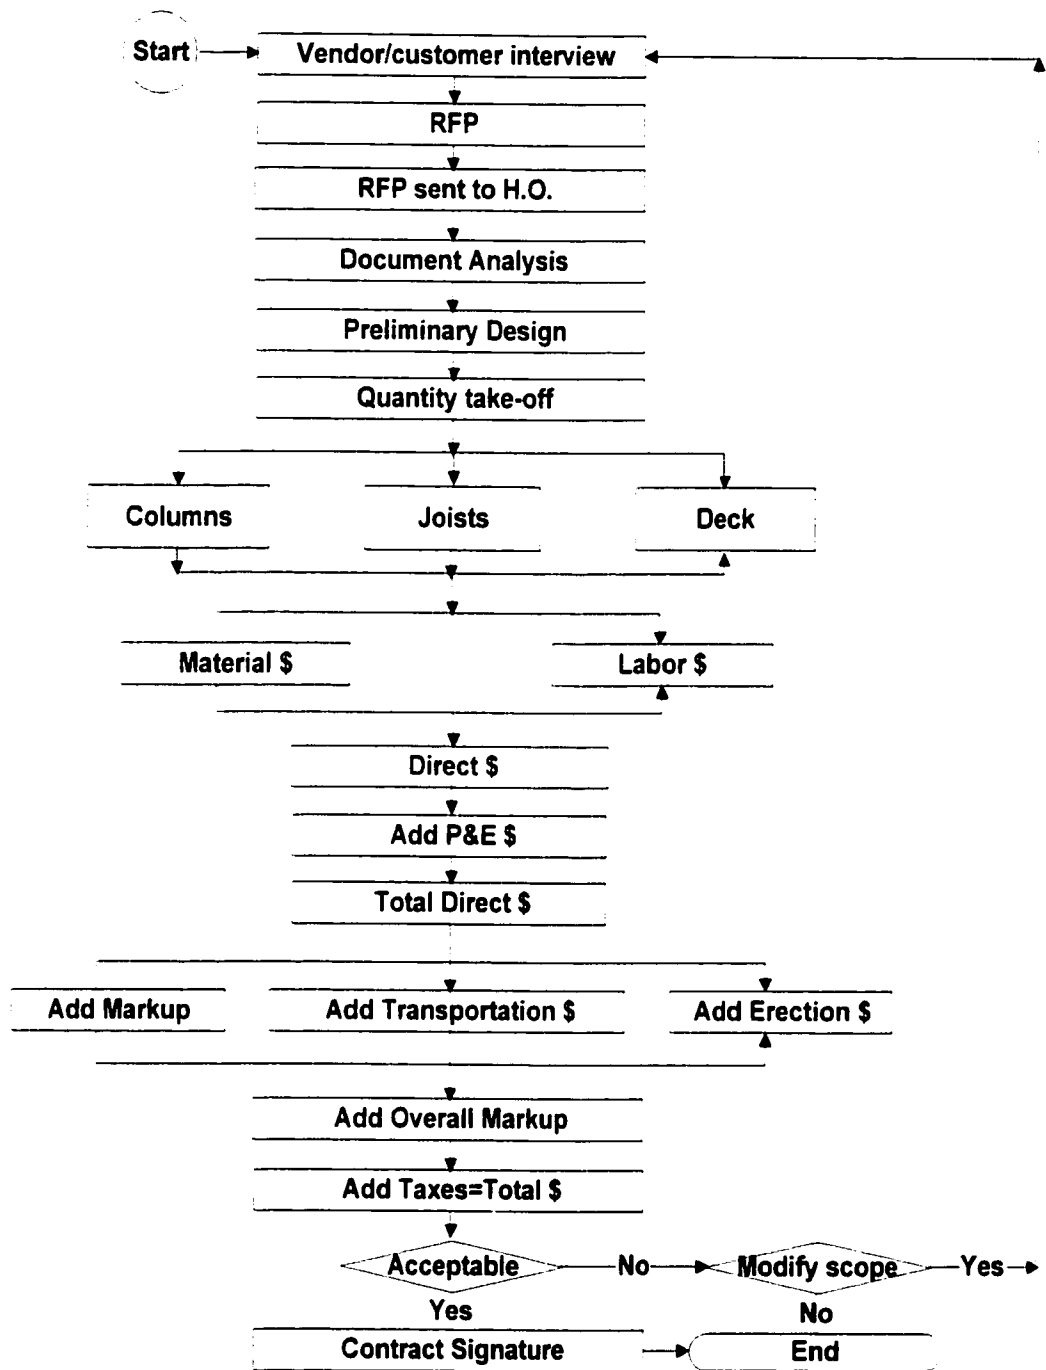 Start
Vendor/customer interview
RFP
RFP sent to H.O.
Document Analysis
Preliminary Design
Quantity take-off
Columns
Joists
Deck
Material $
Labor $
Direct $
Add P&E $
Total Direct $
Add Markup
Add Transportation $
Add Erection $
Add Overall Markup
Add Taxes=Total $
Acceptable
No
Modify scope
Yes
Yes
No
Contract Signature
End